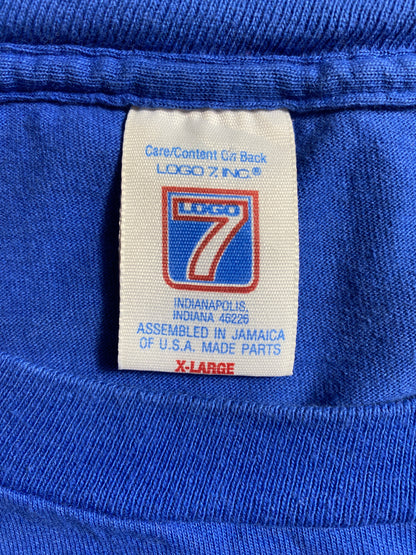 Care/Content On Back
LOGO 7, INC.®
LOGO
7
INDIANAPOLIS,
INDIANA 46226
ASSEMBLED IN JAMAICA
OF U.S.A. MADE PARTS
X-LARGE